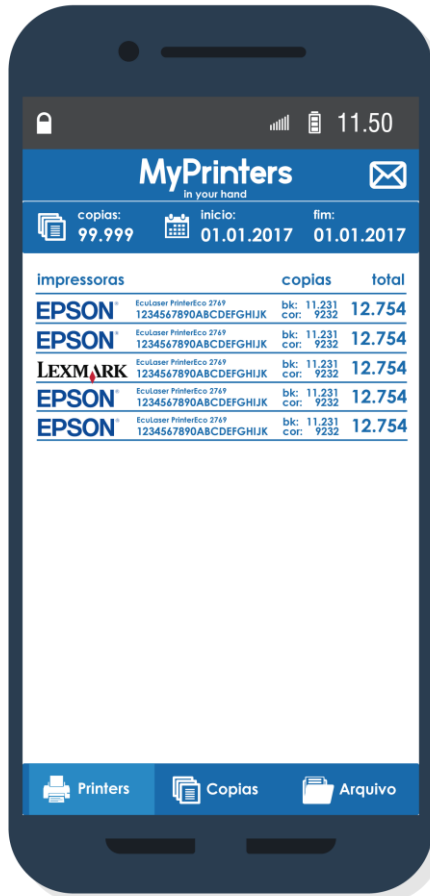 11.50
MyPrinters
in your hand
copias: inicio: fim:
99.999 01.01.2017 01.01.2017
impressoras copias total
EPSON EcuLaser PrinterEco 2769 bk: 11.231 12.754
1234567890ABCDEFGHIJK cor: 9232
EPSON EcuLaser PrinterEco 2769 bk: 11.231 12.754
1234567890ABCDEFGHIJK cor: 9232
LEXMARK EcuLaser PrinterEco 2769 bk: 11.231 12.754
1234567890ABCDEFGHIJK cor: 9232
EPSON EcuLaser PrinterEco 2769 bk: 11.231 12.754
1234567890ABCDEFGHIJK cor: 9232
EPSON EcuLaser PrinterEco 2769 bk: 11.231 12.754
1234567890ABCDEFGHIJK cor: 9232
Printers Copias Arquivo